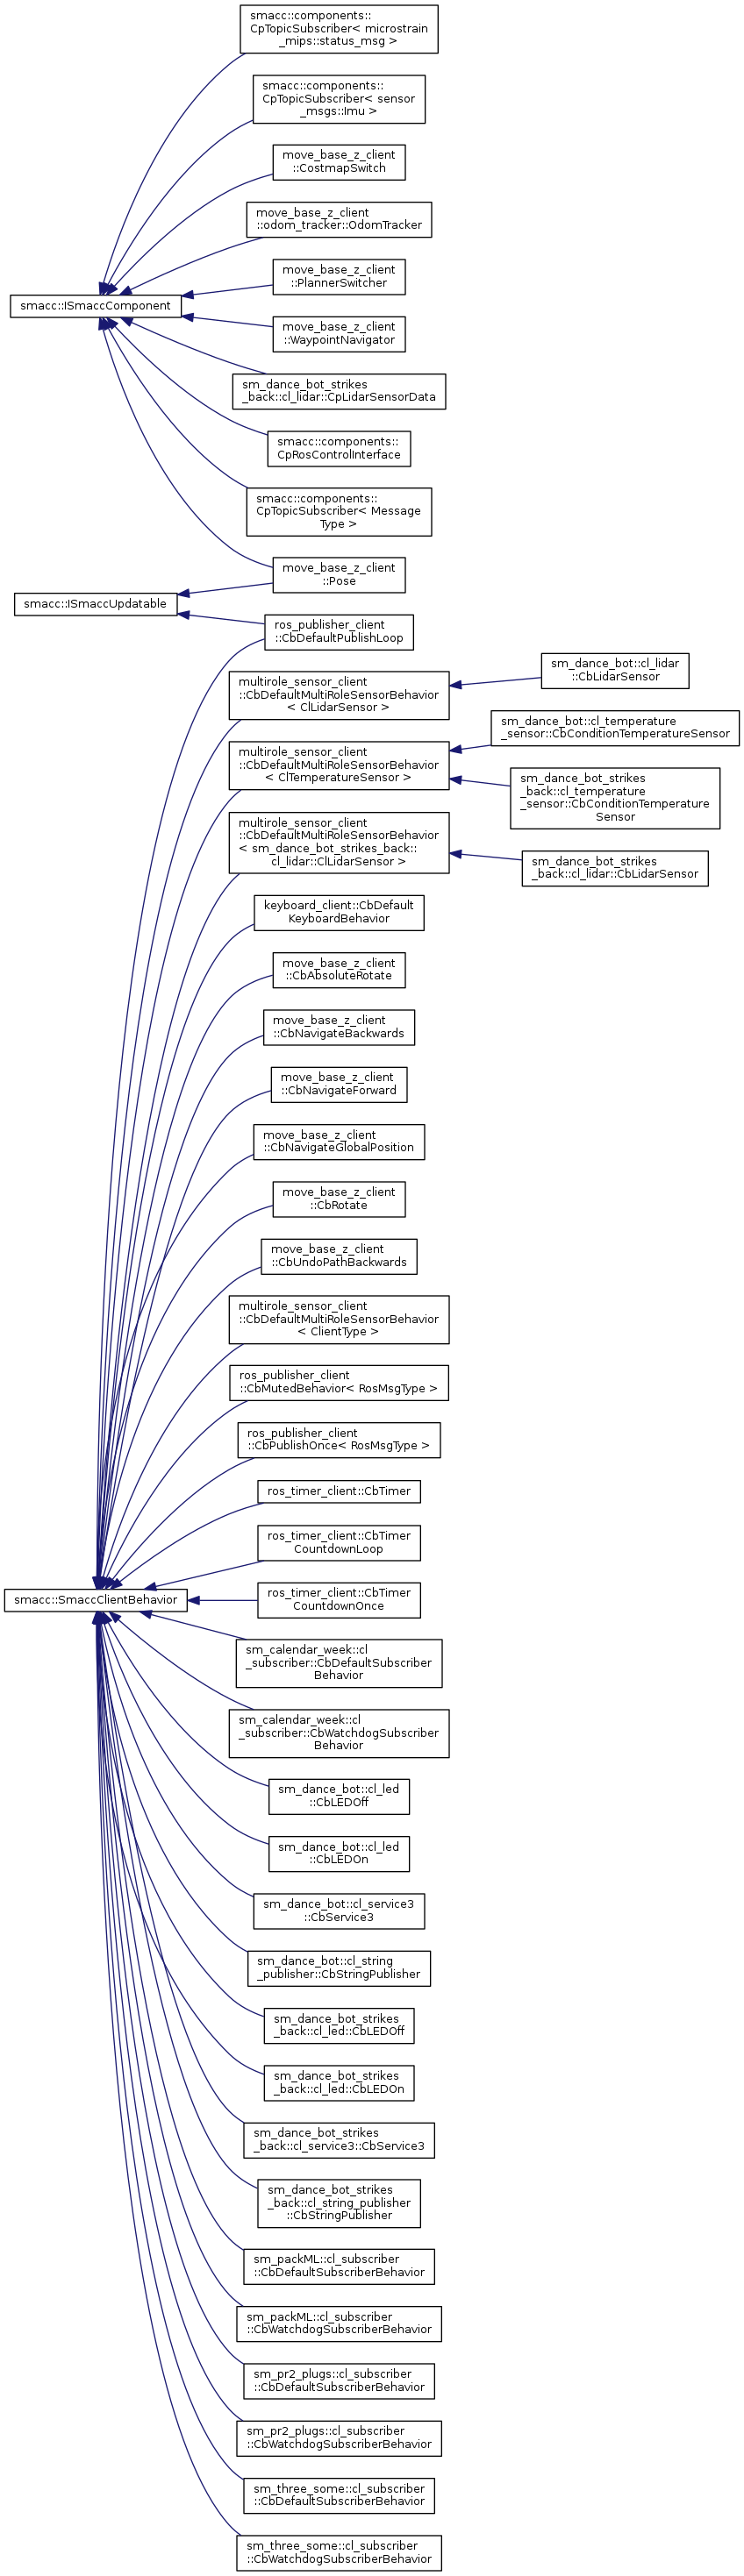 smacc::components::
CpTopicSubscriber< microstrain
_mips::status_msg >
smacc::components::
CpTopicSubscriber< sensor
_msgs::Imu >
move_base_z_client
::CostmapSwitch
move_base_z_client
::odom_tracker::OdomTracker
move_base_z_client
::PlannerSwitcher
smacc::ISmaccComponent
move_base_z_client
::WaypointNavigator
sm_dance_bot_strikes
_back::cl_lidar::CpLidarSensorData
smacc::components::
CpRosControlInterface
smacc::components::
CpTopicSubscriber< Message
Type >
move_base_z_client
::Pose
smacc::ISmaccUpdatable
ros_publisher_client
::CbDefaultPublishLoop
multirole_sensor_client
::CbDefaultMultiRoleSensorBehavior
< ClLidarSensor >
sm_dance_bot::cl_lidar
::CbLidarSensor
multirole_sensor_client
::CbDefaultMultiRoleSensorBehavior
< ClTemperatureSensor >
sm_dance_bot::cl_temperature
_sensor::CbConditionTemperatureSensor
sm_dance_bot_strikes
_back::cl_temperature
_sensor::CbConditionTemperature
Sensor
multirole_sensor_client
::CbDefaultMultiRoleSensorBehavior
< sm_dance_bot_strikes_back::
cl_lidar::ClLidarSensor >
sm_dance_bot_strikes
_back::cl_lidar::CbLidarSensor
keyboard_client::CbDefault
KeyboardBehavior
move_base_z_client
::CbAbsoluteRotate
move_base_z_client
::CbNavigateBackwards
move_base_z_client
::CbNavigateForward
move_base_z_client
::CbNavigateGlobalPosition
move_base_z_client
::CbRotate
move_base_z_client
::CbUndoPathBackwards
multirole_sensor_client
::CbDefaultMultiRoleSensorBehavior
< ClientType >
ros_publisher_client
::CbMutedBehavior< RosMsgType >
ros_publisher_client
::CbPublishOnce< RosMsgType >
ros_timer_client::CbTimer
ros_timer_client::CbTimer
CountdownLoop
smacc::SmaccClientBehavior
ros_timer_client::CbTimer
CountdownOnce
sm_calendar_week::cl
_subscriber::CbDefaultSubscriber
Behavior
sm_calendar_week::cl
_subscriber::CbWatchdogSubscriber
Behavior
sm_dance_bot::cl_led
::CbLEDOff
sm_dance_bot::cl_led
::CbLEDOn
sm_dance_bot::cl_service3
::CbService3
sm_dance_bot::cl_string
_publisher::CbStringPublisher
sm_dance_bot_strikes
_back::cl_led::CbLEDOff
sm_dance_bot_strikes
_back::cl_led::CbLEDOn
sm_dance_bot_strikes
_back::cl_service3::CbService3
sm_dance_bot_strikes
_back::cl_string_publisher
::CbStringPublisher
sm_packML::cl_subscriber
::CbDefaultSubscriberBehavior
sm_packML::cl_subscriber
::CbWatchdogSubscriberBehavior
sm_pr2_plugs::cl_subscriber
::CbDefaultSubscriberBehavior
sm_pr2_plugs::cl_subscriber
::CbWatchdogSubscriberBehavior
sm_three_some::cl_subscriber
::CbDefaultSubscriberBehavior
sm_three_some::cl_subscriber
::CbWatchdogSubscriberBehavior